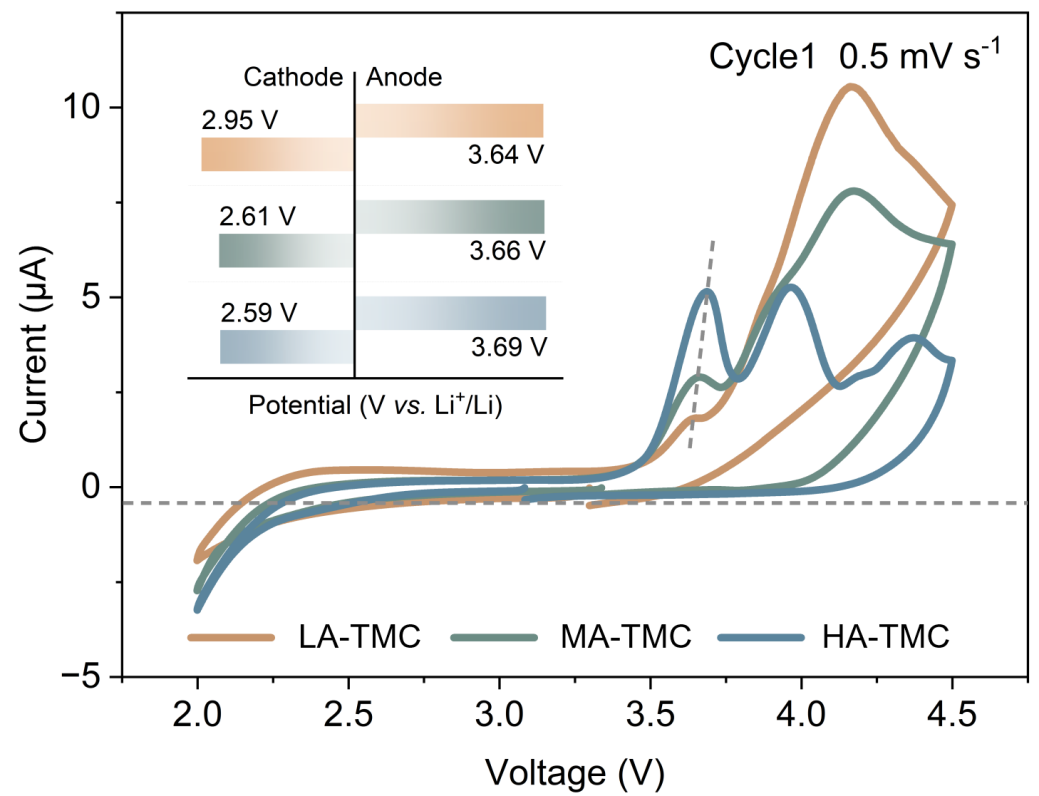 Cycle1 0.5 mV s⁻¹
Cathode Anode
2.95 V
3.64 V
2.61 V
3.66 V
2.59 V
3.69 V
Potential (V vs. Li⁺/Li)
Current (μA)
10
5
0
−5
LA-TMC MA-TMC HA-TMC
2.0 2.5 3.0 3.5 4.0 4.5
Voltage (V)